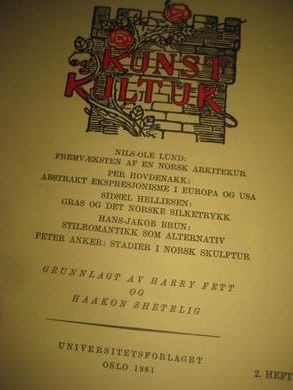 KUNST
KULTUR
NILS-OLE LUND:
FREMVÆKSTEN AF EN NORSK ARKITEKUR
PER HOVDENAKK:
ABSTRAKT EKSPRESJONISME I EUROPA OG USA
SIDSEL HELLIESEN:
GRAS OG DET NORSKE SILKETRYKK
HANS-JAKOB BRUN:
STILROMANTIKK SOM ALTERNATIV
PETER ANKER: STADIER I NORSK SKULPTUR
GRUNNLAGT AV HARRY FETT
OG
HAAKON SHETELIG
UNIVERSITETSFORLAGET
OSLO 1981
2. HEFT